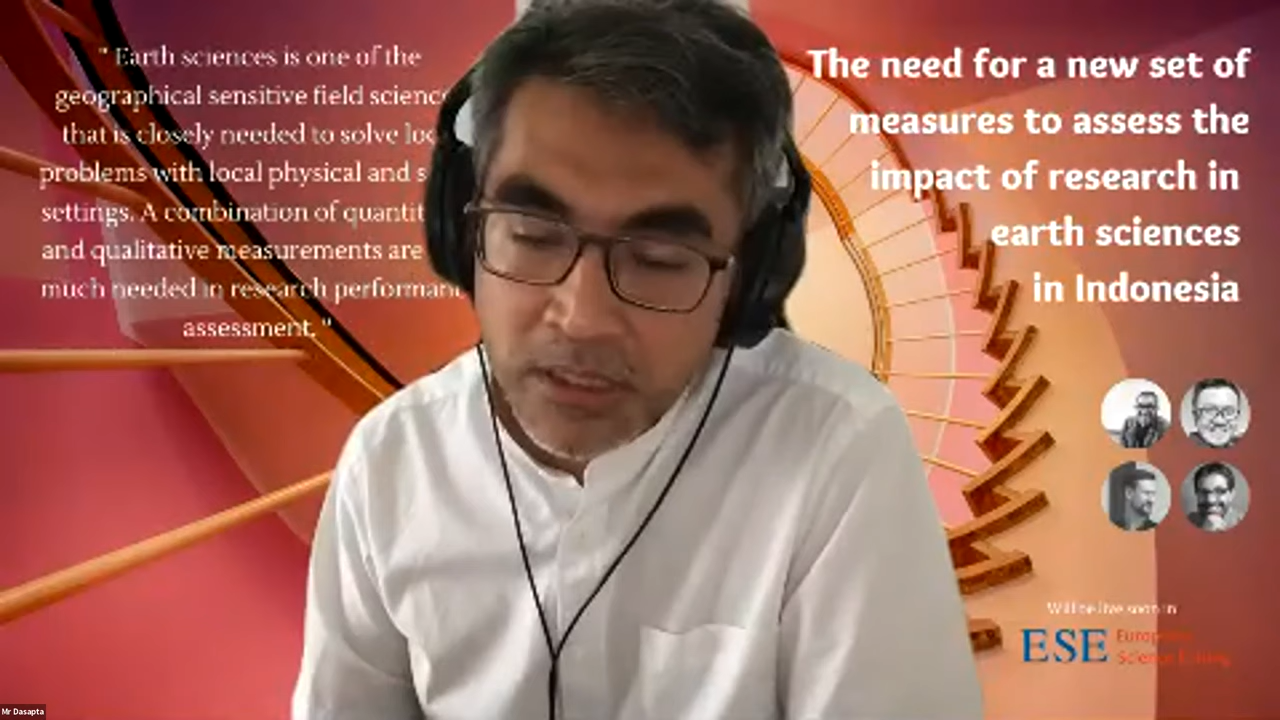 " Earth sciences is one of the
geographical sensitive field science
that is closely needed to solve
problems with local physical and
settings. A combination of
and qualitative measurements are
much needed in research
assessment. "
The need for a new set of
measures to assess the
impact of research in
earth sciences
in Indonesia
Will be live soon in
ESE
European
Science Editing
Mr Dasapta